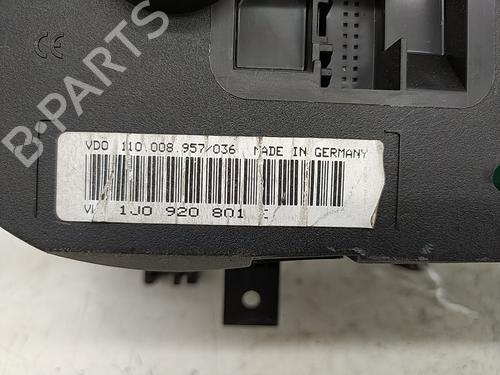 CE
VDO 110.008.957/036 MADE IN GERMANY
1J0 920 801
B-PARTS